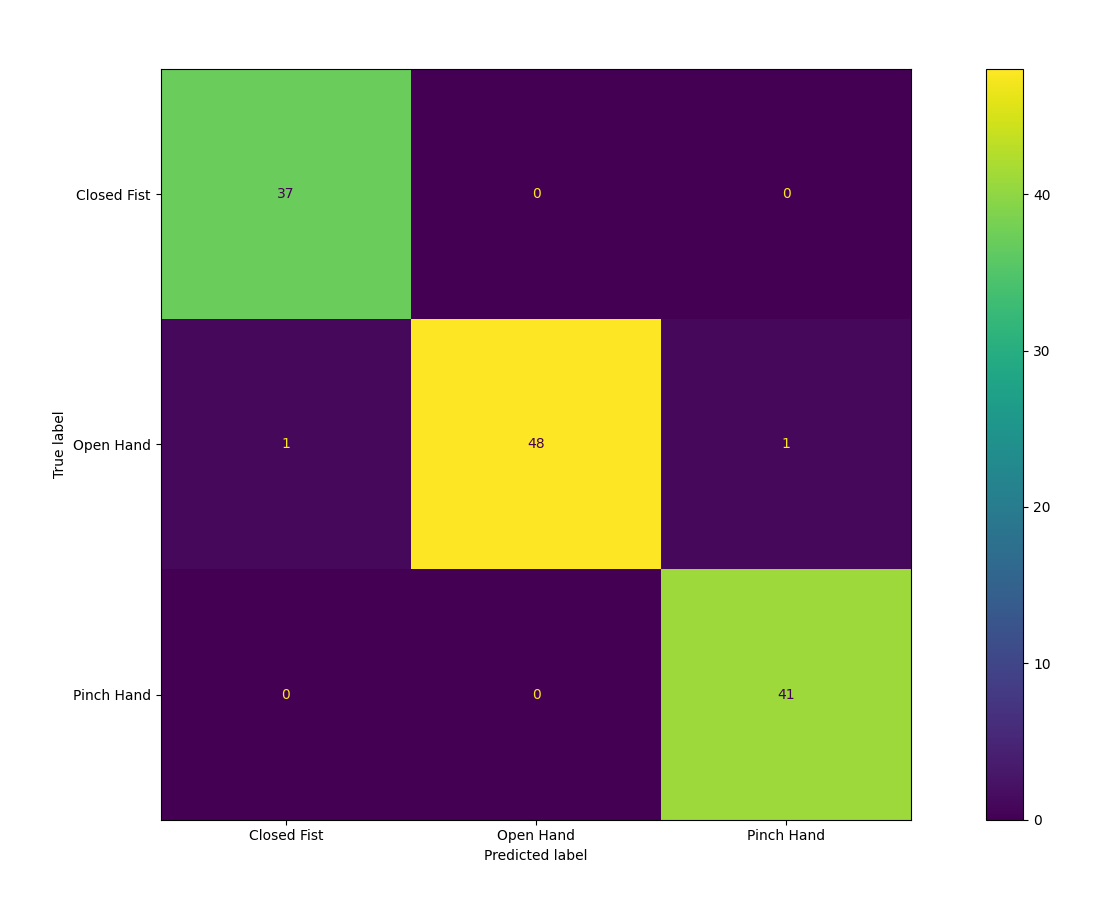 Closed Fist
37 0 0
40
30
True label
Open Hand
1 48 1
20
10
Pinch Hand
0 0 41
0
Closed Fist Open Hand Pinch Hand
Predicted label